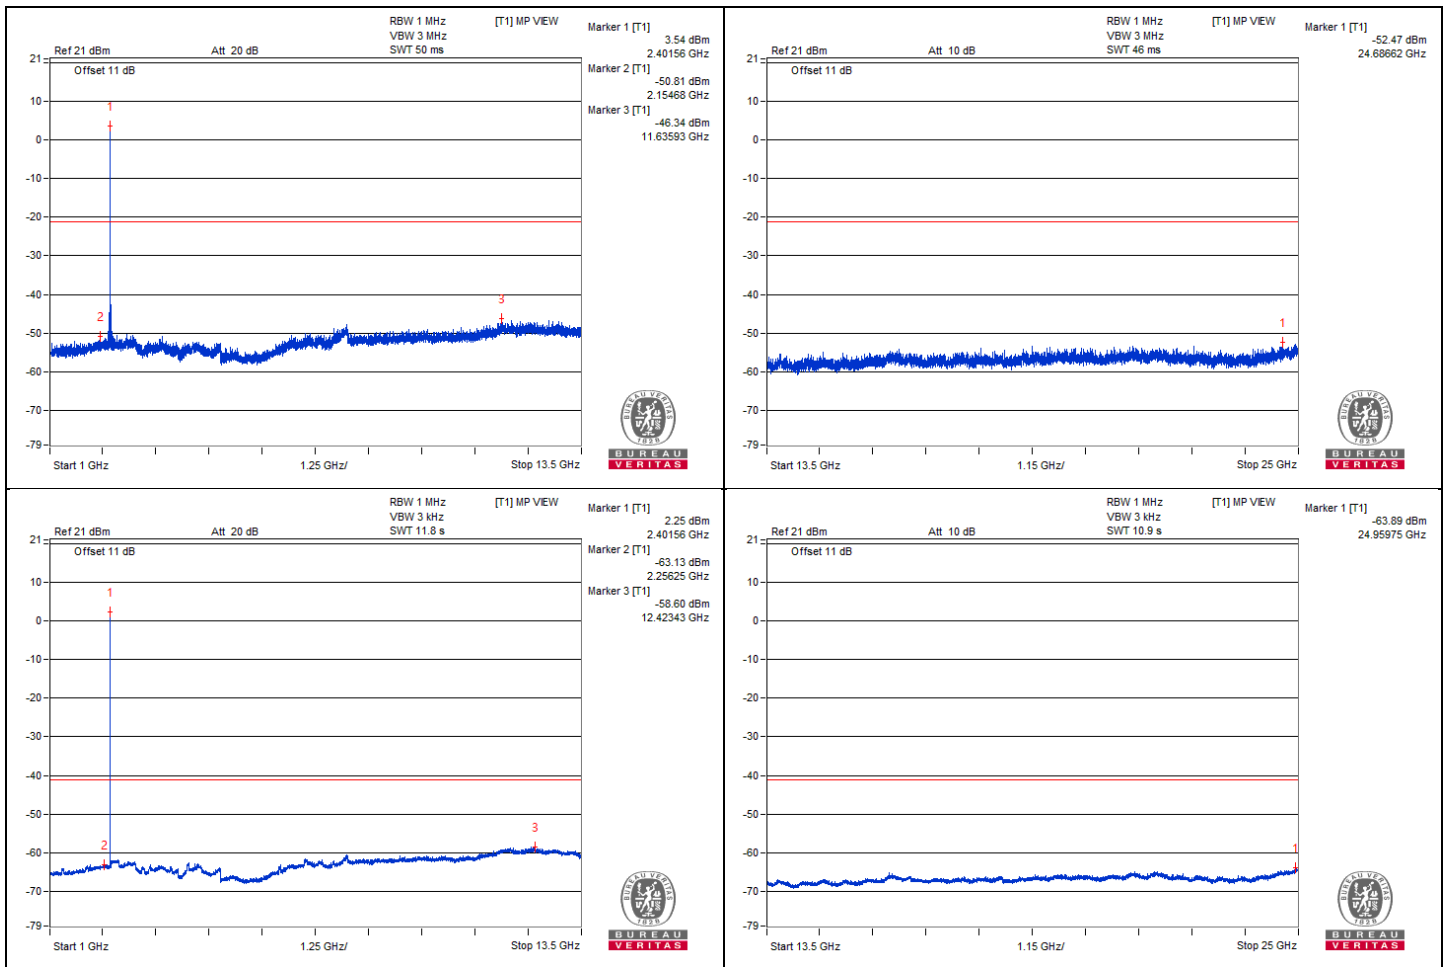 RBW 1 MHz [T1] MP VIEW
VBW 3 MHz
Ref 21 dBm Att 20 dB SWT 50 ms
Marker 1 [T1]
3.54 dBm
2.40156 GHz
Marker 2 [T1]
-50.81 dBm
2.15468 GHz
Marker 3 [T1]
-46.34 dBm
11.63593 GHz
21
Offset 11 dB
10
1
0
-10
-20
-30
-40
3
2
-50
-60
-70
-79
Start 1 GHz 1.25 GHz/ Stop 13.5 GHz
BUREAU VERITAS
1828
BUREAU
VERITAS
RBW 1 MHz [T1] MP VIEW
VBW 3 MHz
Ref 21 dBm Att 10 dB SWT 46 ms
Marker 1 [T1]
-52.47 dBm
24.68662 GHz
21
Offset 11 dB
10
0
-10
-20
-30
-40
1
-50
-60
-70
-79
Start 13.5 GHz 1.15 GHz/ Stop 25 GHz
BUREAU VERITAS
1828
BUREAU
VERITAS
RBW 1 MHz [T1] MP VIEW
VBW 3 kHz
Ref 21 dBm Att 20 dB SWT 11.8 s
Marker 1 [T1]
2.25 dBm
2.40156 GHz
Marker 2 [T1]
-63.13 dBm
2.25625 GHz
Marker 3 [T1]
-58.60 dBm
12.42343 GHz
21
Offset 11 dB
10
1
0
-10
-20
-30
-40
-50
3
2
-60
-70
-79
Start 1 GHz 1.25 GHz/ Stop 13.5 GHz
BUREAU VERITAS
1828
BUREAU
VERITAS
RBW 1 MHz [T1] MP VIEW
VBW 3 kHz
Ref 21 dBm Att 10 dB SWT 10.9 s
Marker 1 [T1]
-63.89 dBm
24.95975 GHz
21
Offset 11 dB
10
0
-10
-20
-30
-40
-50
1
-60
-70
-79
Start 13.5 GHz 1.15 GHz/ Stop 25 GHz
BUREAU VERITAS
1828
BUREAU
VERITAS